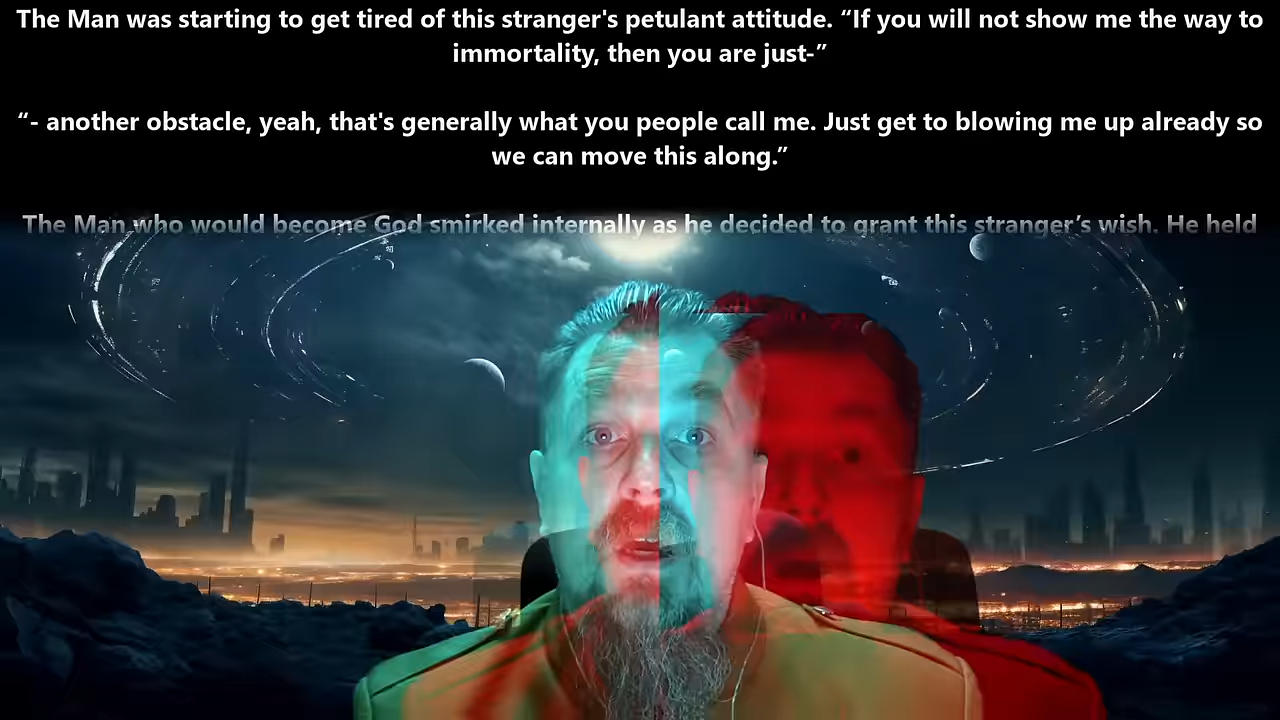 The Man was starting to get tired of this stranger's petulant attitude. “If you will not show me the way to
immortality, then you are just-”
“- another obstacle, yeah, that's generally what you people call me. Just get to blowing me up already so
we can move this along.”
The Man who would become God smirked internally as he decided to grant this stranger’s wish. He held